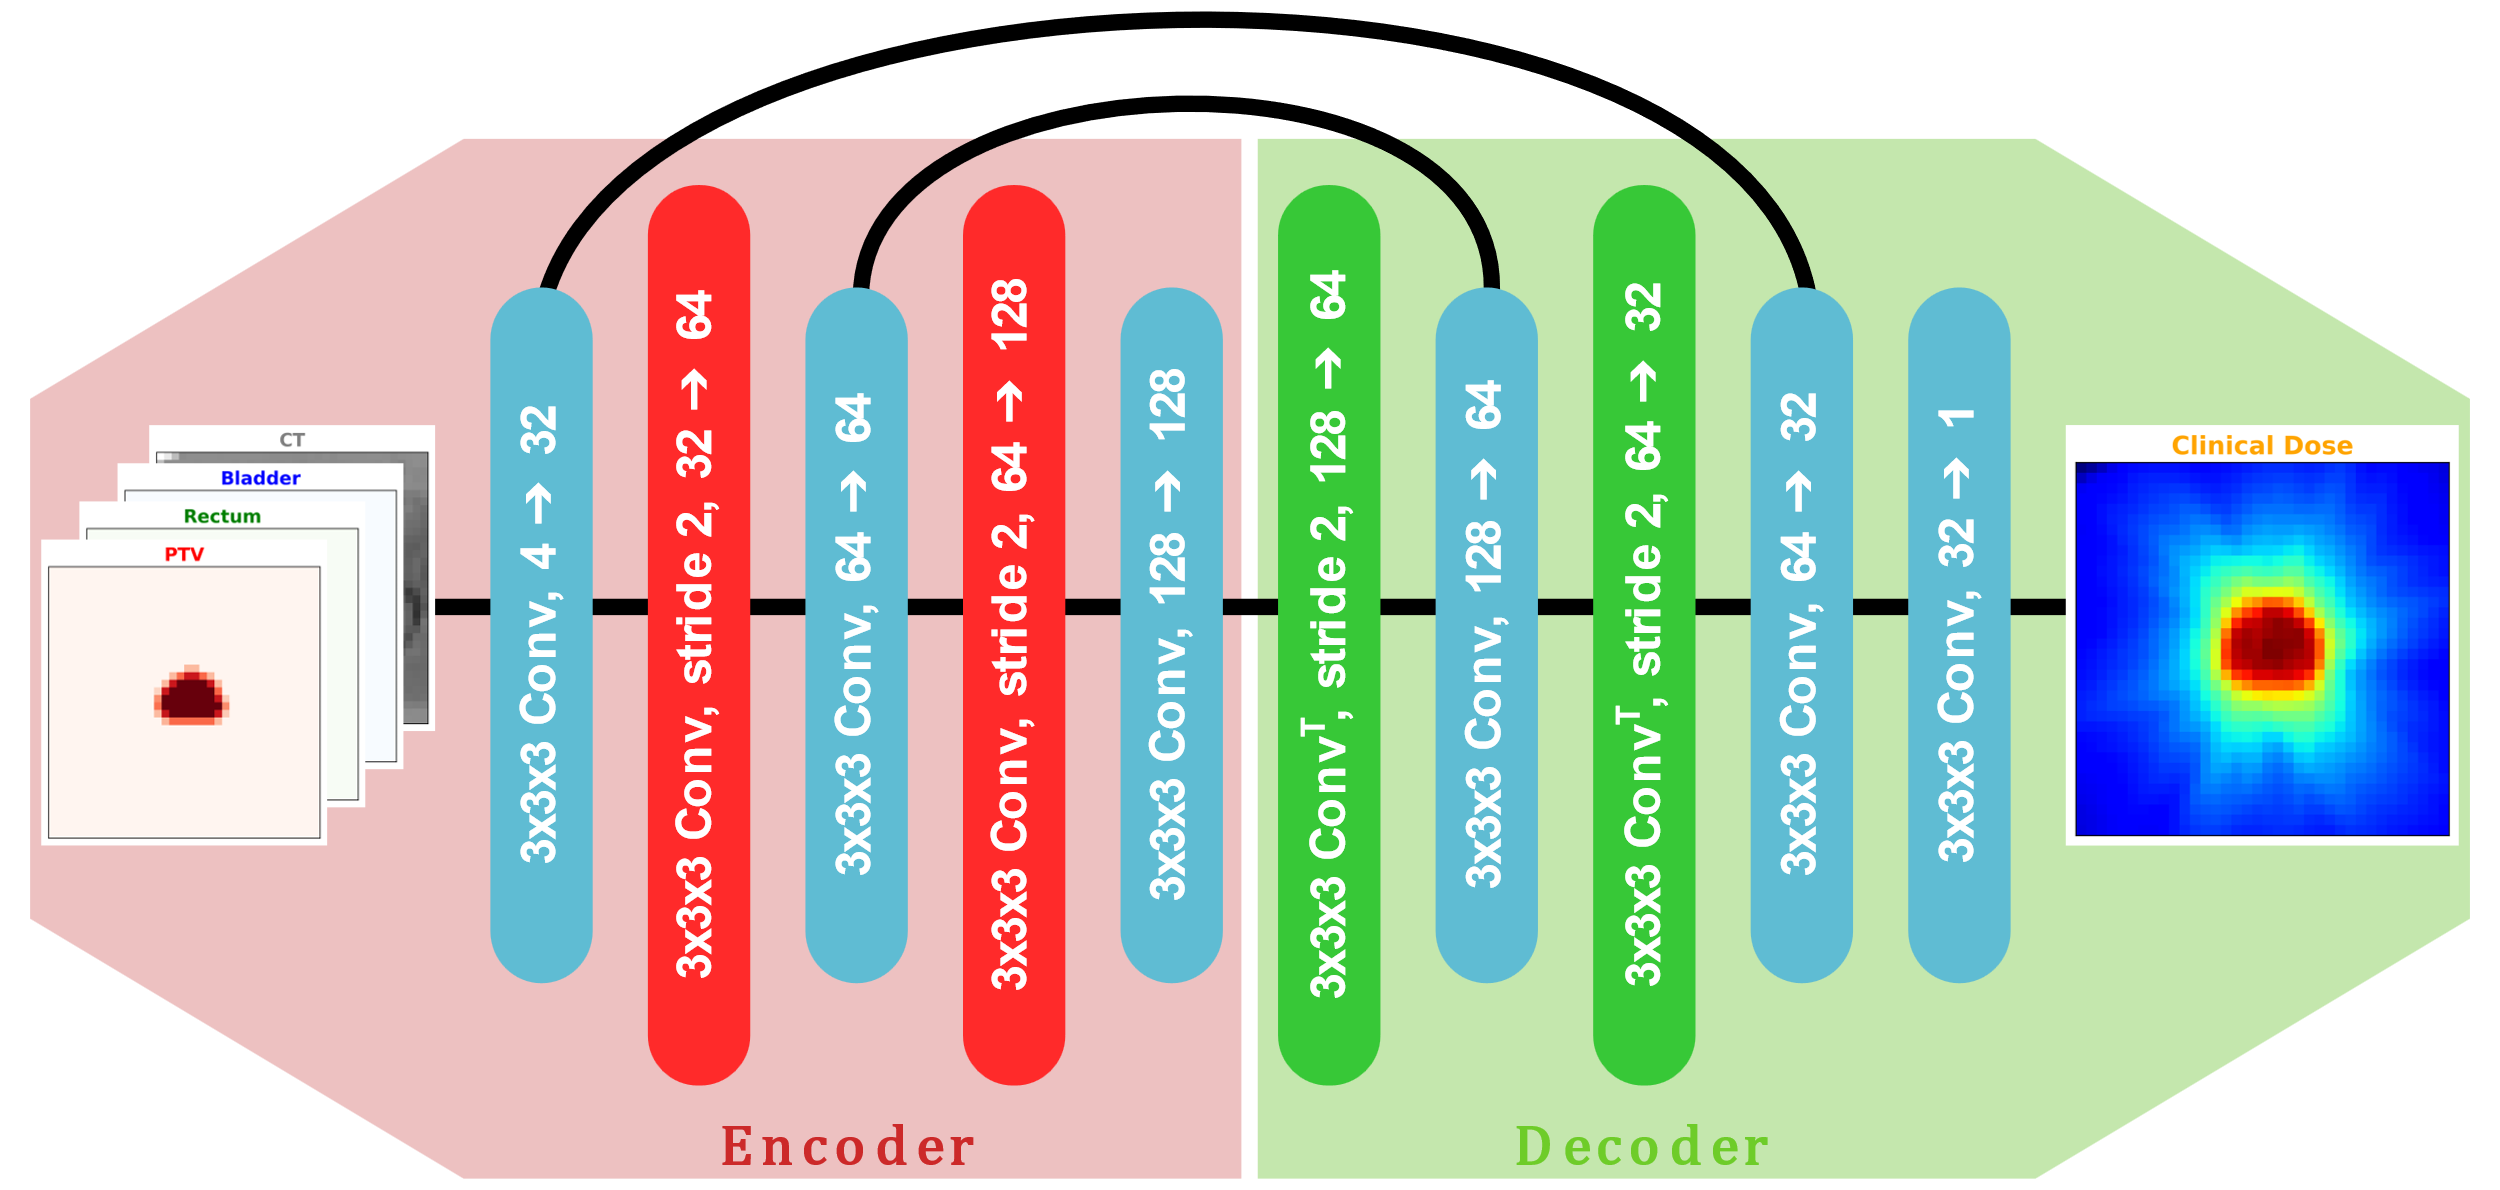 CT
Bladder
Rectum
PTV
3x3x3 Conv, 4 → 32
3x3x3 Conv, stride 2, 32 → 64
3x3x3 Conv, 64 → 64
3x3x3 Conv, stride 2, 64 → 128
3x3x3 Conv, 128 → 128
3x3x3 Convᵀ, stride 2, 128 → 64
3x3x3 Conv, 128 → 64
3x3x3 Convᵀ, stride 2, 64 → 32
3x3x3 Conv, 64 → 32
3x3x3 Conv, 32 → 1
Clinical Dose
Encoder
Decoder